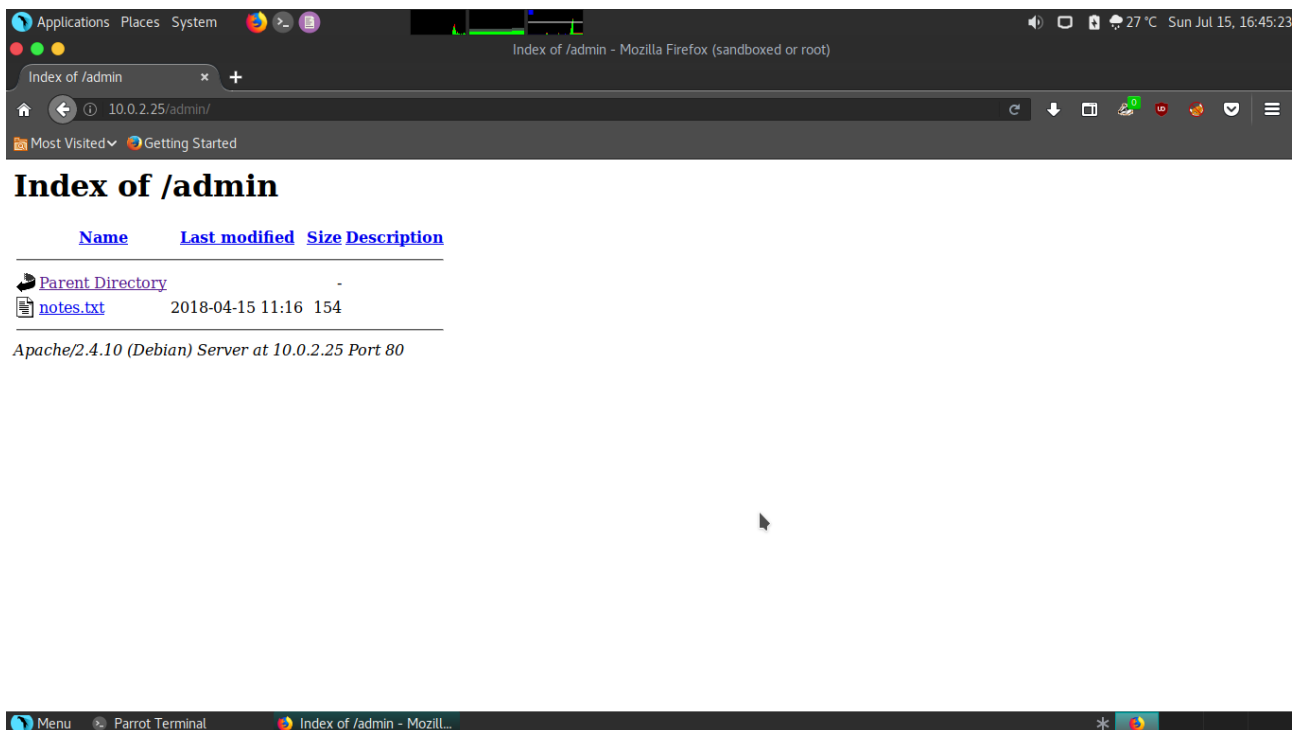 Applications Places System 27 °C Sun Jul 15, 16:45:23
Index of /admin - Mozilla Firefox (sandboxed or root)
Index of /admin × +
10.0.2.25/admin/ 0 UD
Most Visited Getting Started
Index of /admin
Name Last modified Size Description
Parent Directory -
notes.txt 2018-04-15 11:16 154
Apache/2.4.10 (Debian) Server at 10.0.2.25 Port 80
Menu Parrot Terminal Index of /admin - Mozill...